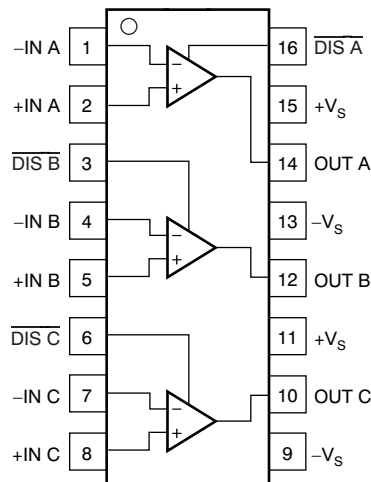 −IN A 1 16 DIS A
+IN A 2 15 +VS
DIS B 3 14 OUT A
−IN B 4 13 −VS
+IN B 5 12 OUT B
DIS C 6 11 +VS
−IN C 7 10 OUT C
+IN C 8 9 −VS
− +
− +
− +